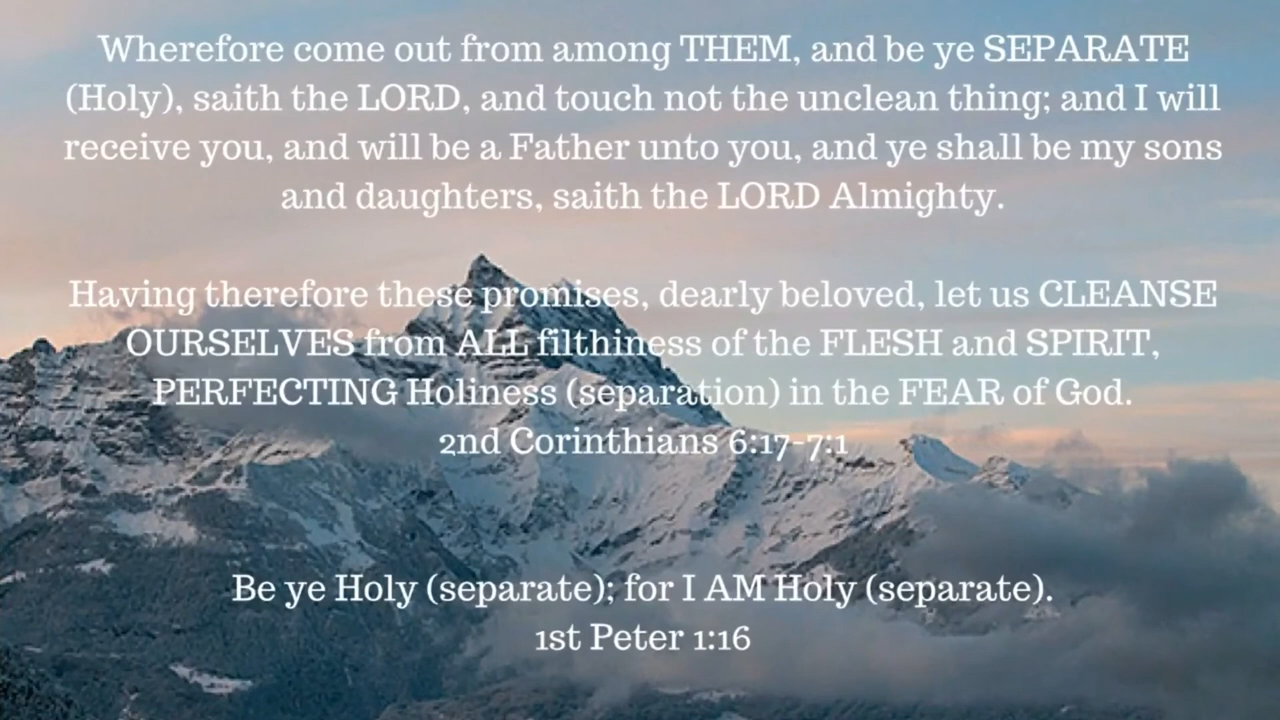 Wherefore come out from among THEM, and be ye SEPARATE
(Holy), saith the LORD, and touch not the unclean thing; and I will
receive you, and will be a Father unto you, and ye shall be my sons
and daughters, saith the LORD Almighty.
Having therefore these promises, dearly beloved, let us CLEANSE
OURSELVES from ALL filthiness of the FLESH and SPIRIT,
PERFECTING Holiness (separation) in the FEAR of God.
2nd Corinthians 6:17-7:1
Be ye Holy (separate); for I AM Holy (separate).
1st Peter 1:16